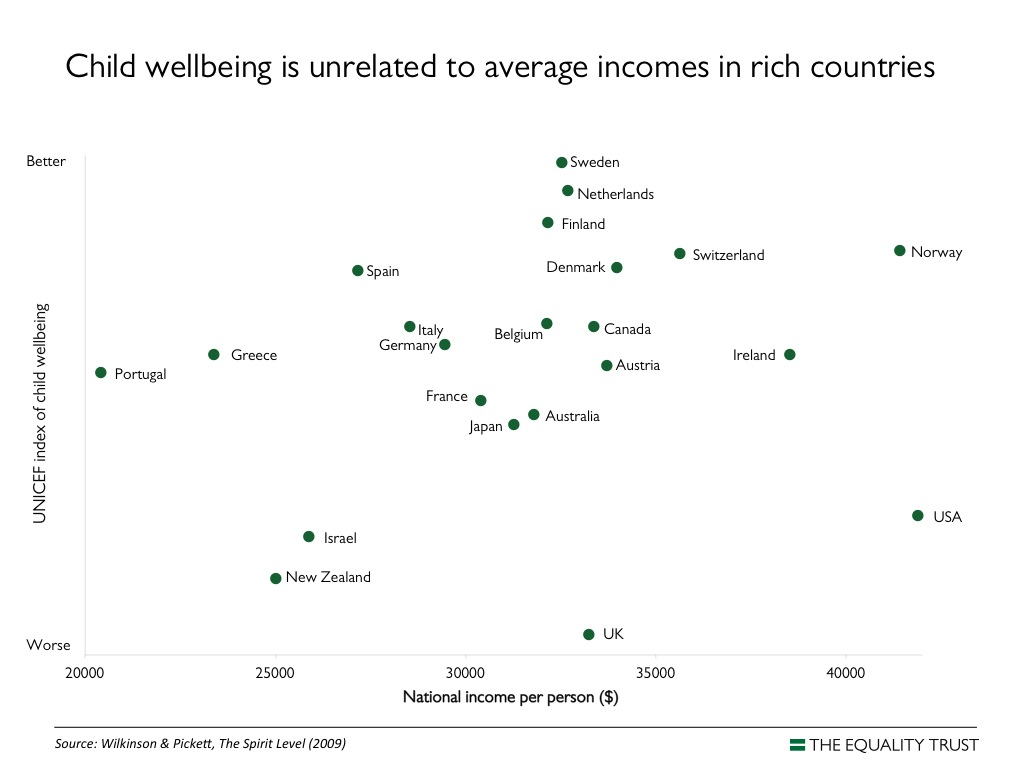 Child wellbeing is unrelated to average incomes in rich countries
Better
Sweden
Netherlands
Finland
Norway
Switzerland
Denmark
Spain
Italy
Belgium
Canada
Germany
Greece
Ireland
Austria
Portugal
France
Australia
Japan
USA
Israel
New Zealand
UK
Worse
UNICEF index of child wellbeing
20000 25000 30000 35000 40000
National income per person ($)
Source: Wilkinson & Pickett, The Spirit Level (2009)
THE EQUALITY TRUST